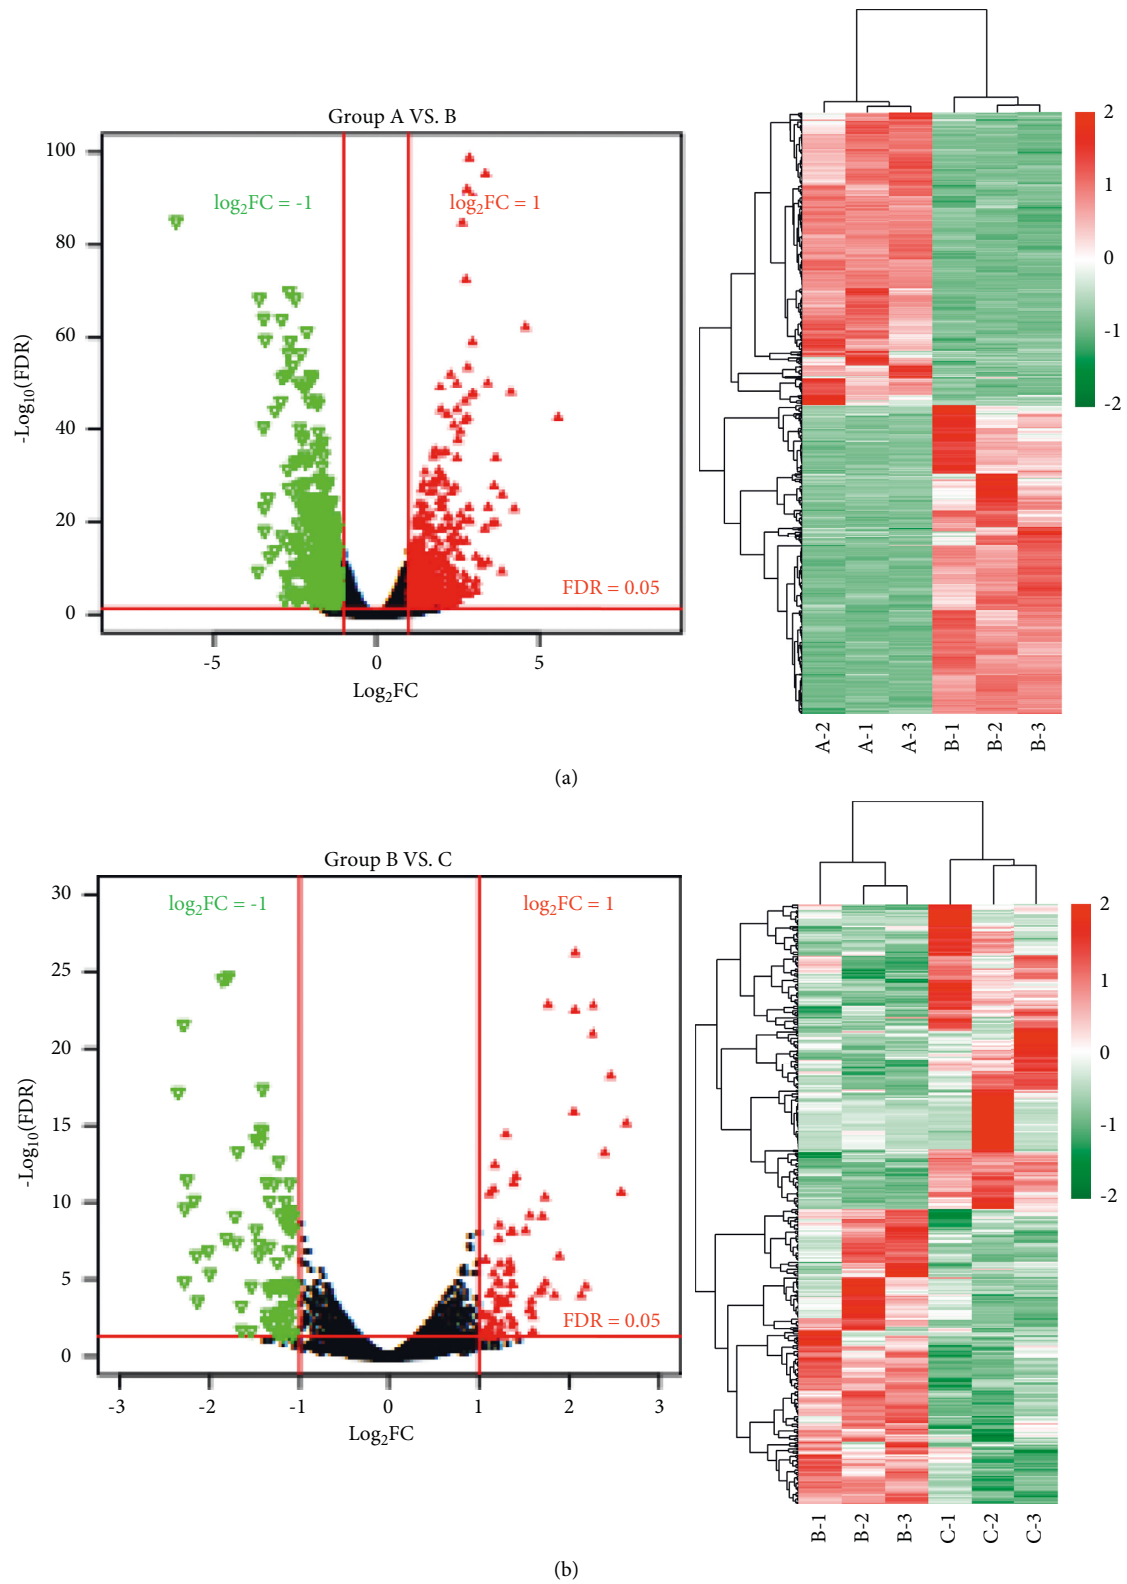 Group A VS. B
log₂FC = -1
log₂FC = 1
FDR = 0.05
100
80
60
40
20
0
-Log₁₀(FDR)
-5
0
5
Log₂FC
2
1
0
-1
-2
A-2
A-1
A-3
B-1
B-2
B-3
(a)
Group B VS. C
log₂FC = -1
log₂FC = 1
FDR = 0.05
30
25
20
15
10
5
0
-Log₁₀(FDR)
-3
-2
-1
0
1
2
3
Log₂FC
2
1
0
-1
-2
B-1
B-2
B-3
C-1
C-2
C-3
(b)